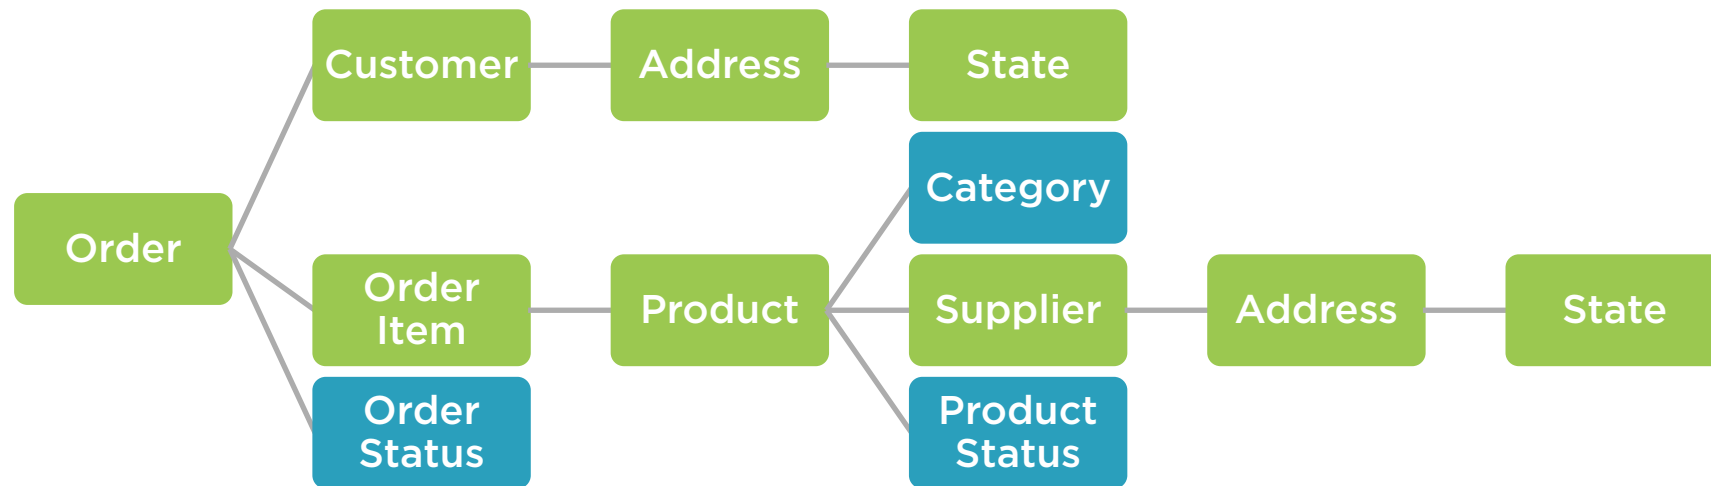 Customer
Address
State
Category
Order
Order
Item
Product
Supplier
Address
State
Order
Status
Product
Status